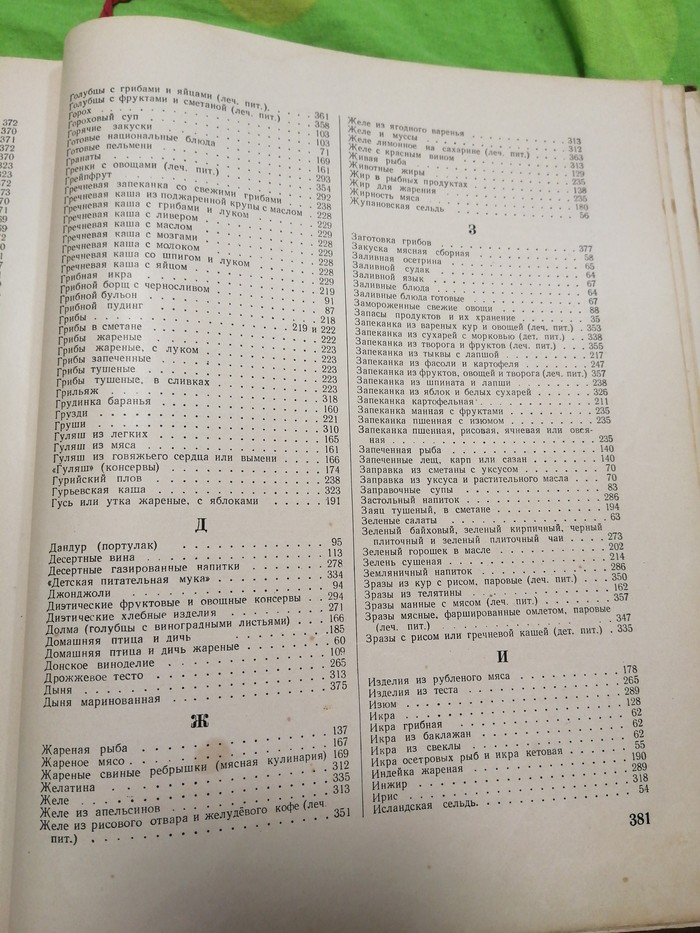 372
370
371
372
370
323
323
Голубцы с грибами и яйцами (леч. пит.). 361
Голубцы с фруктами и сметаной (леч. пит.) 358
Горох 103
Гороховый суп 103
Горячие закуски 71
Готовые национальные блюда 169
Готовые пельмени 161
Гранаты 293
Гренки с овощами (леч. пит.) 354
Грейпфрут 292
Гречневая запеканка со свежими грибами 238
Гречневая каша из поджаренной крупы с маслом 228
Гречневая каша с грибами и луком 229
Гречневая каша с ливером 229
Гречневая каша с маслом 228
Гречневая каша с мозгами 229
Гречневая каша с молоком 228
Гречневая каша со шпигом и луком 228
Гречневая каша с яйцом 229
Грибная икра 219
Грибной борщ с черносливом 91
Грибной бульон 87
Грибной пудинг 218
Грибы 219 и 222
Грибы в сметане 222
Грибы жареные 222
Грибы жареные, с луком 223
Грибы запеченные 223
Грибы тушеные 223
Грибы тушеные, в сливках 223
Грильяж 318
Грудинка баранья 160
Грузди 221
Груши 310
Гуляш из легких 165
Гуляш из мяса 161
Гуляш из говяжьего сердца или вымени 166
«Гуляш» (консервы) 174
Гурийский плов 238
Гурьевская каша 323
Гусь или утка жареные, с яблоками 191
Д
Дандур (портулак) 95
Десертные вина 113
Десертные газированные напитки 278
«Детская питательная мука» 334
Джонджоли 94
Диэтические фруктовые и овощные консервы 294
Диэтические хлебные изделия 271
Долма (голубцы с виноградными листьями) 166
Домашняя птица и дичь 185
Домашняя птица и дичь жареные 60
Донское виноделие 109
Дрожжевое тесто 265
Дыня 313
Дыня маринованная 375
Ж
Жареная рыба 137
Жареное мясо 167
Жареные свиные ребрышки (мясная кулинария) 169
Желатина 312
Желе 335
Желе из апельсинов 313
Желе из рисового отвара и желудёвого кофе (леч.
пит.) 351
Желе из ягодного варенья 313
Желе и муссы 312
Желе лимонное на сахарине (леч. пит.) 363
Желе с красным вином 313
Живая рыба 129
Животные жиры 235
Жир в рыбных продуктах 138
Жир для жарения 235
Жирность мяса 180
Жупановская сельдь 56
З
Заготовка грибов 377
Закуска мясная сборная 58
Заливная осетрина 65
Заливной судак 64
Заливной язык 67
Заливные блюда 64
Заливные блюда готовые 67
Замороженные свежие овощи 88
Запасы продуктов и их хранение 35
Запеканка из вареных кур и овощей (леч. пит.) 353
Запеканка из сухарей с морковью (дет. пит.) 338
Запеканка из творога и фруктов (леч. пит.) 355
Запеканка из тыквы с лапшой 217
Запеканка из фасоли и картофеля 247
Запеканка из фруктов, овощей и творога (леч. пит) 357
Запеканка из шпината и лапши 238
Запеканка из яблок и белых сухарей 326
Запеканка картофельная 211
Запеканка манная с фруктами 235
Запеканка пшенная с изюмом 235
Запеканка пшенная, рисовая, ячневая или овся-
ная 235
Запеченная рыба 140
Запеченные лещ, карп или сазан 140
Заправка из сметаны с уксусом 70
Заправка из уксуса и растительного масла 70
Заправочные супы 83
Застольный напиток 286
Заяц тушеный, в сметане 194
Зеленые салаты 63
Зеленый байховый, зеленый кирпичный, черный
плиточный и зеленый плиточный чаи 273
Зеленый горошек в масле 202
Зелень сушеная 214
Земляничный напиток 286
Зразы из кур с рисом, паровые (леч. пит.) 350
Зразы из телятины 162
Зразы манные с мясом (леч. пит.) 357
Зразы мясные, фаршированные омлетом, паровые
(леч. пит.) 347
Зразы с рисом или гречневой кашей (дет. пит.) 335
И
Изделия из рубленого мяса 178
Изделия из теста 265
Изюм 289
Икра 128
Икра грибная 62
Икра из баклажан 62
Икра из свеклы 62
Икра осетровых рыб и икра кетовая 55
Индейка жареная 190
Инжир 289
Ирис 318
Исландская сельдь. 54
381